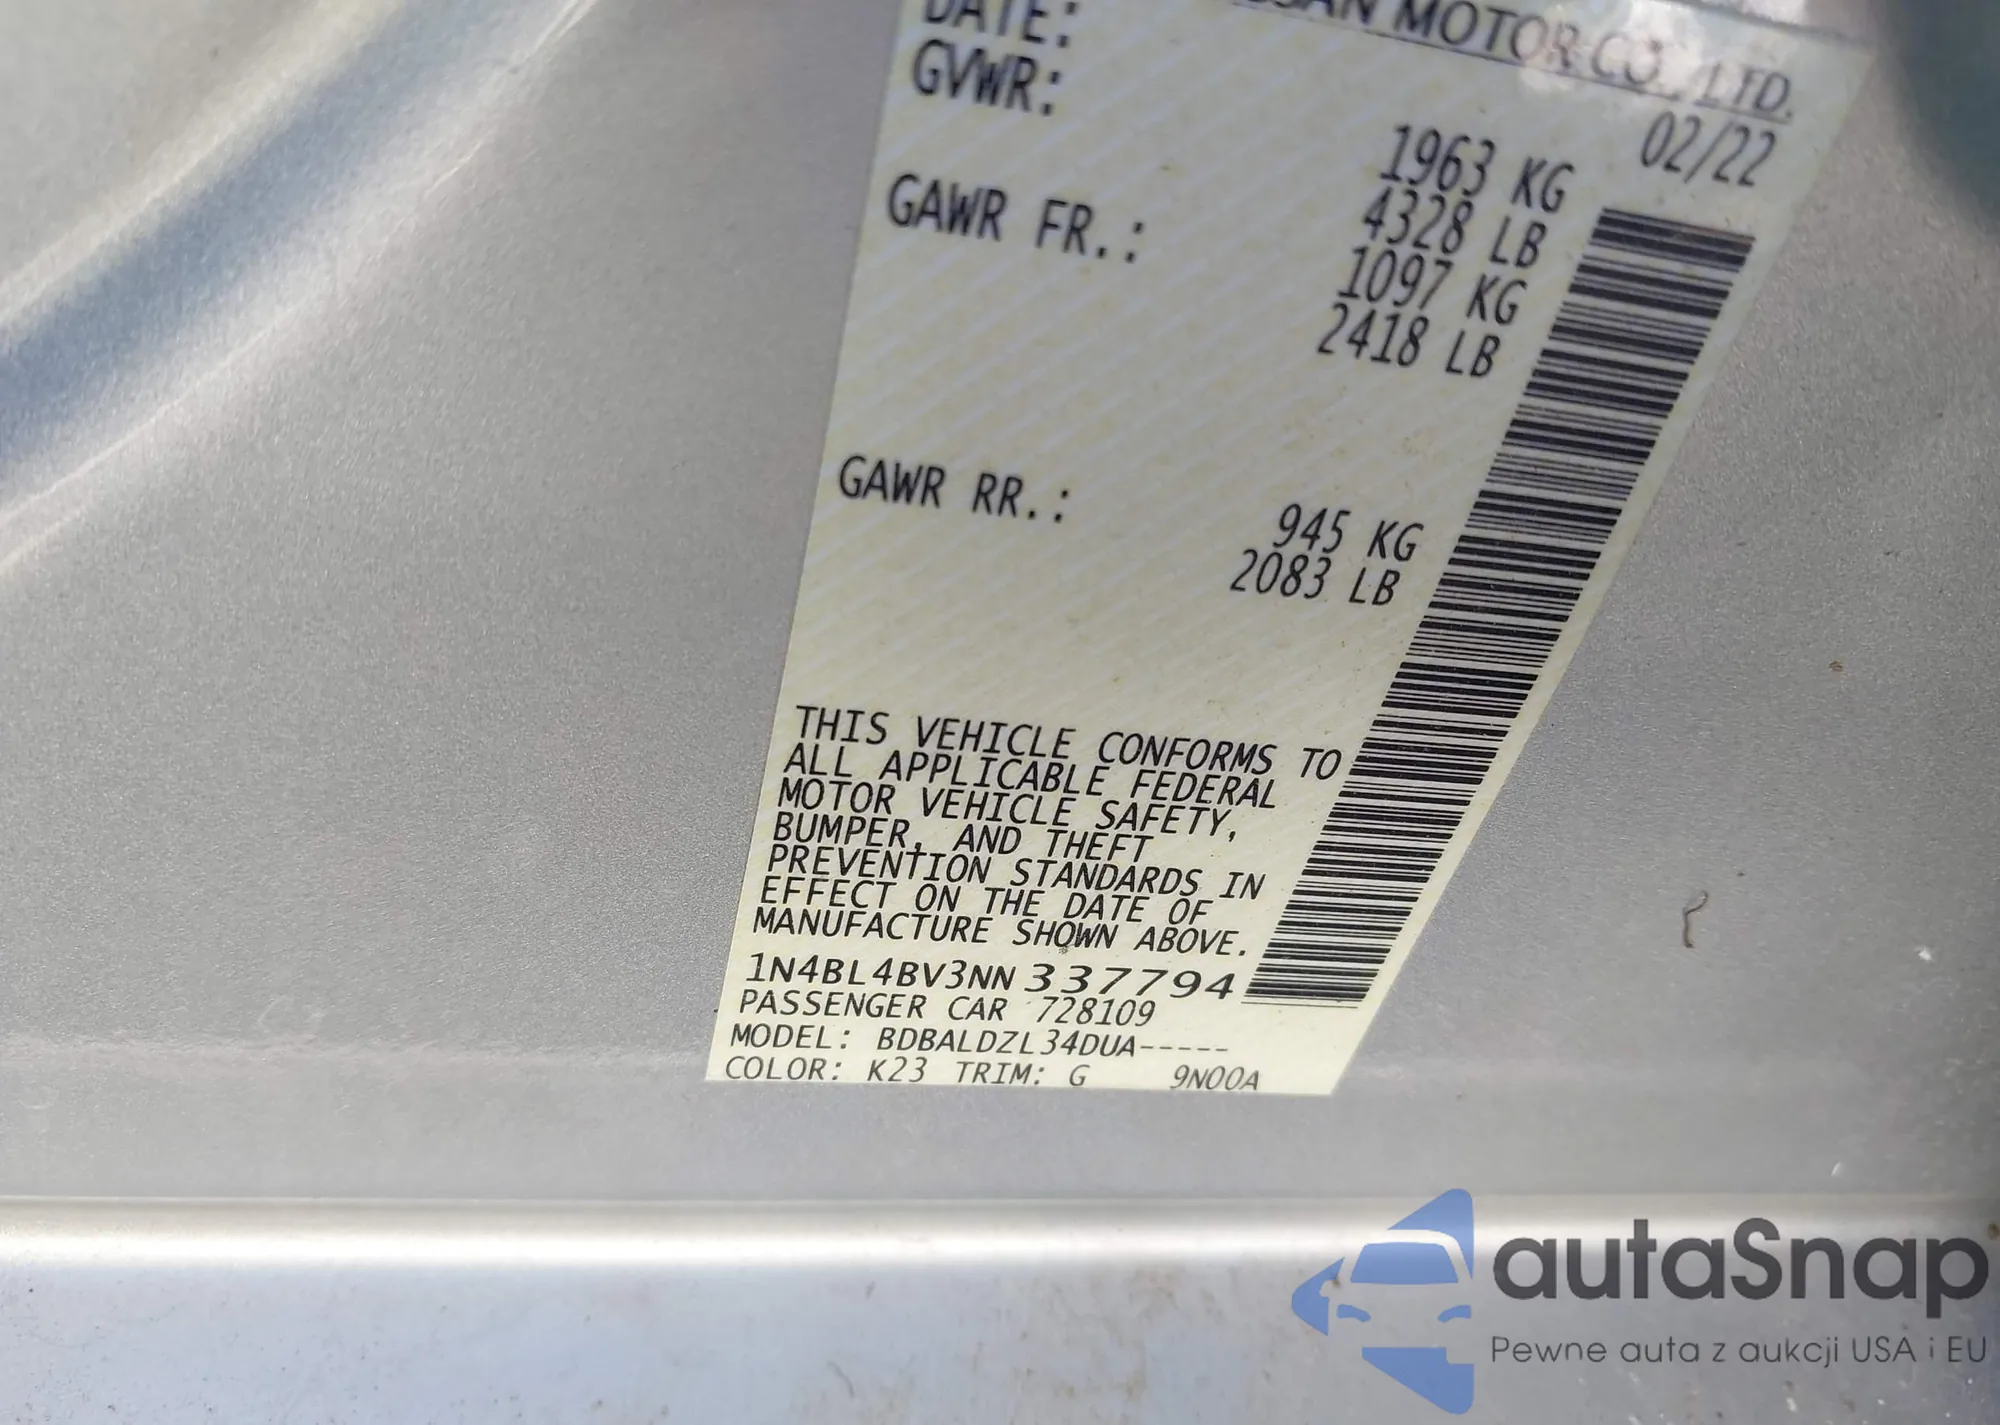 MOTOR CO., LTD.
DATE: 02/22
GVWR: 1963 KG
4328 LB
GAWR FR.: 1097 KG
2418 LB
GAWR RR.: 945 KG
2083 LB
THIS VEHICLE CONFORMS TO
ALL APPLICABLE FEDERAL
MOTOR VEHICLE SAFETY,
BUMPER, AND THEFT
PREVENTION STANDARDS IN
EFFECT ON THE DATE OF
MANUFACTURE SHOWN ABOVE.
1N4BL4BV3NN337794
PASSENGER CAR 728109
MODEL: BDBALDZL34DUA-----
COLOR: K23 TRIM: G 9N00A
autaSnap
Pewne auta z aukcji USA i EU